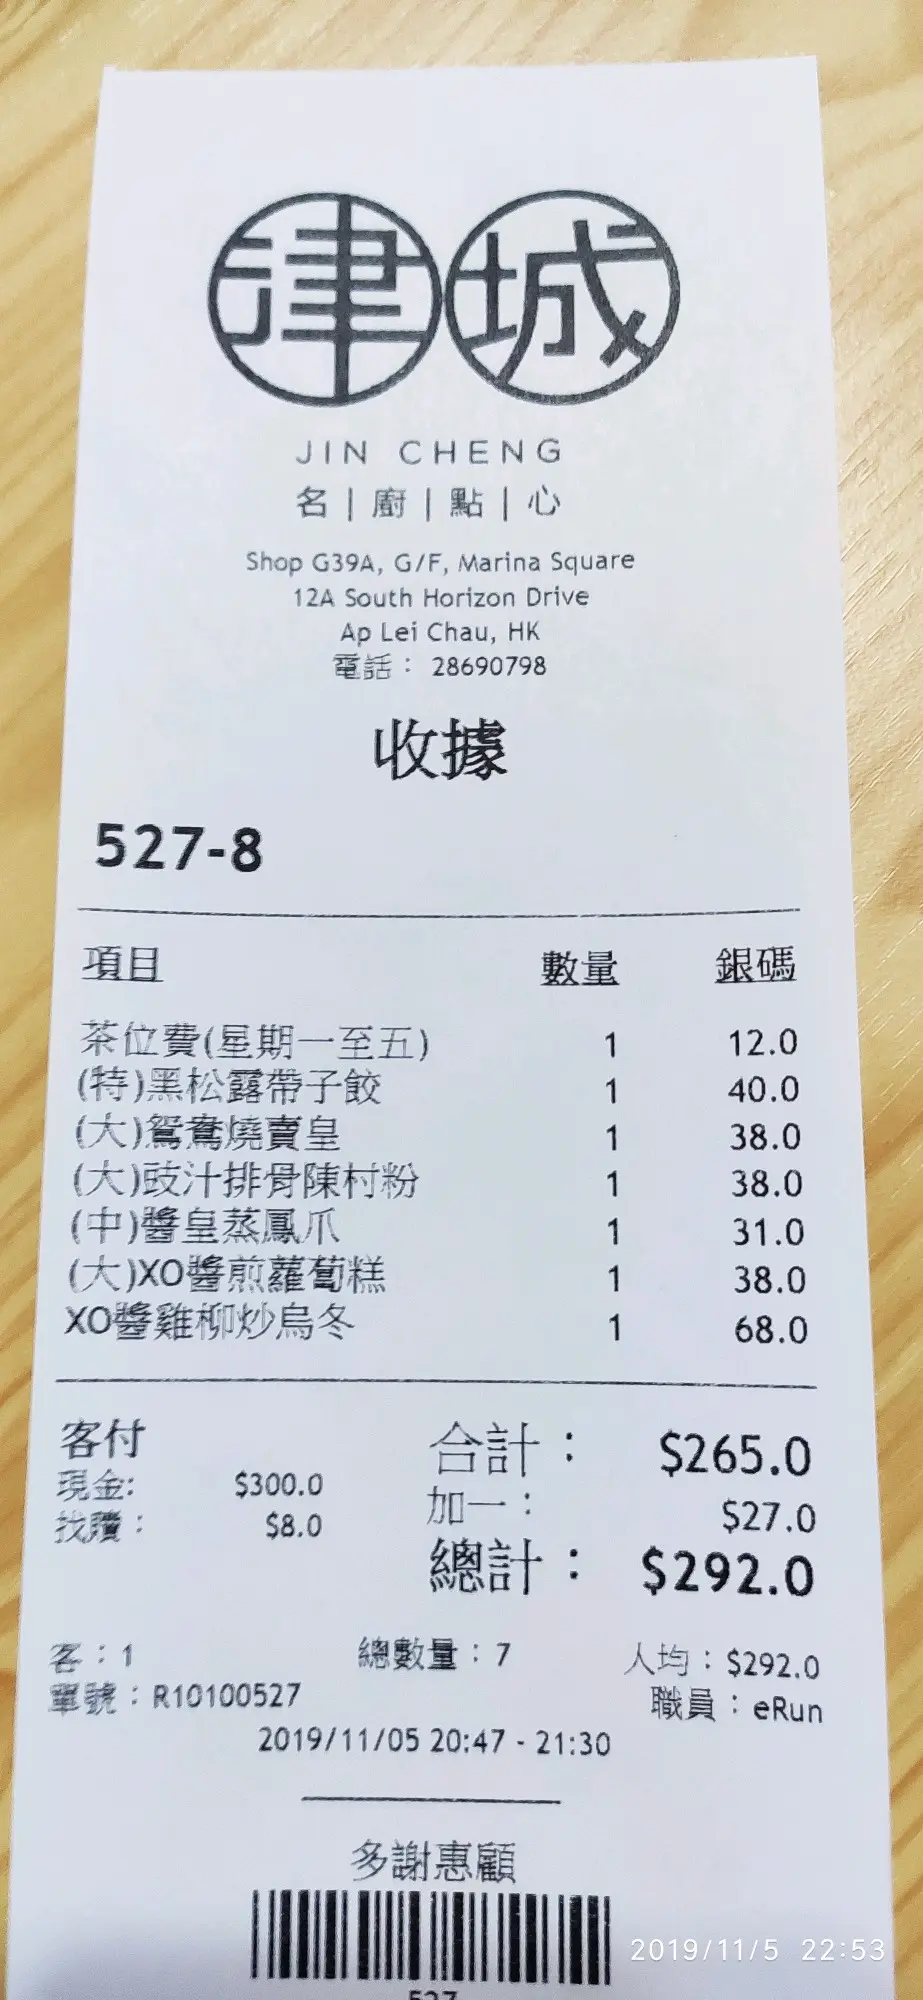 津城
JIN CHENG
名 | 廚 | 點 | 心
Shop G39A, G/F, Marina Square
12A South Horizon Drive
Ap Lei Chau, HK
電話： 28690798
收據
527-8
項目 數量 銀碼
茶位費(星期一至五) 1 12.0
(特)黑松露帶子餃 1 40.0
(大)鴛鴦燒賣皇 1 38.0
(大)豉汁排骨陳村粉 1 38.0
(中)醬皇蒸鳳爪 1 31.0
(大)XO醬煎蘿蔔糕 1 38.0
XO醬雞柳炒烏冬 1 68.0
客付 合計： $265.0
現金: $300.0 加一： $27.0
找贖： $8.0 總計： $292.0
客：1 總數量：7 人均：$292.0
單號：R10100527 職員：eRun
2019/11/05 20:47 - 21:30
多謝惠顧
527
2019/11/5 22:53